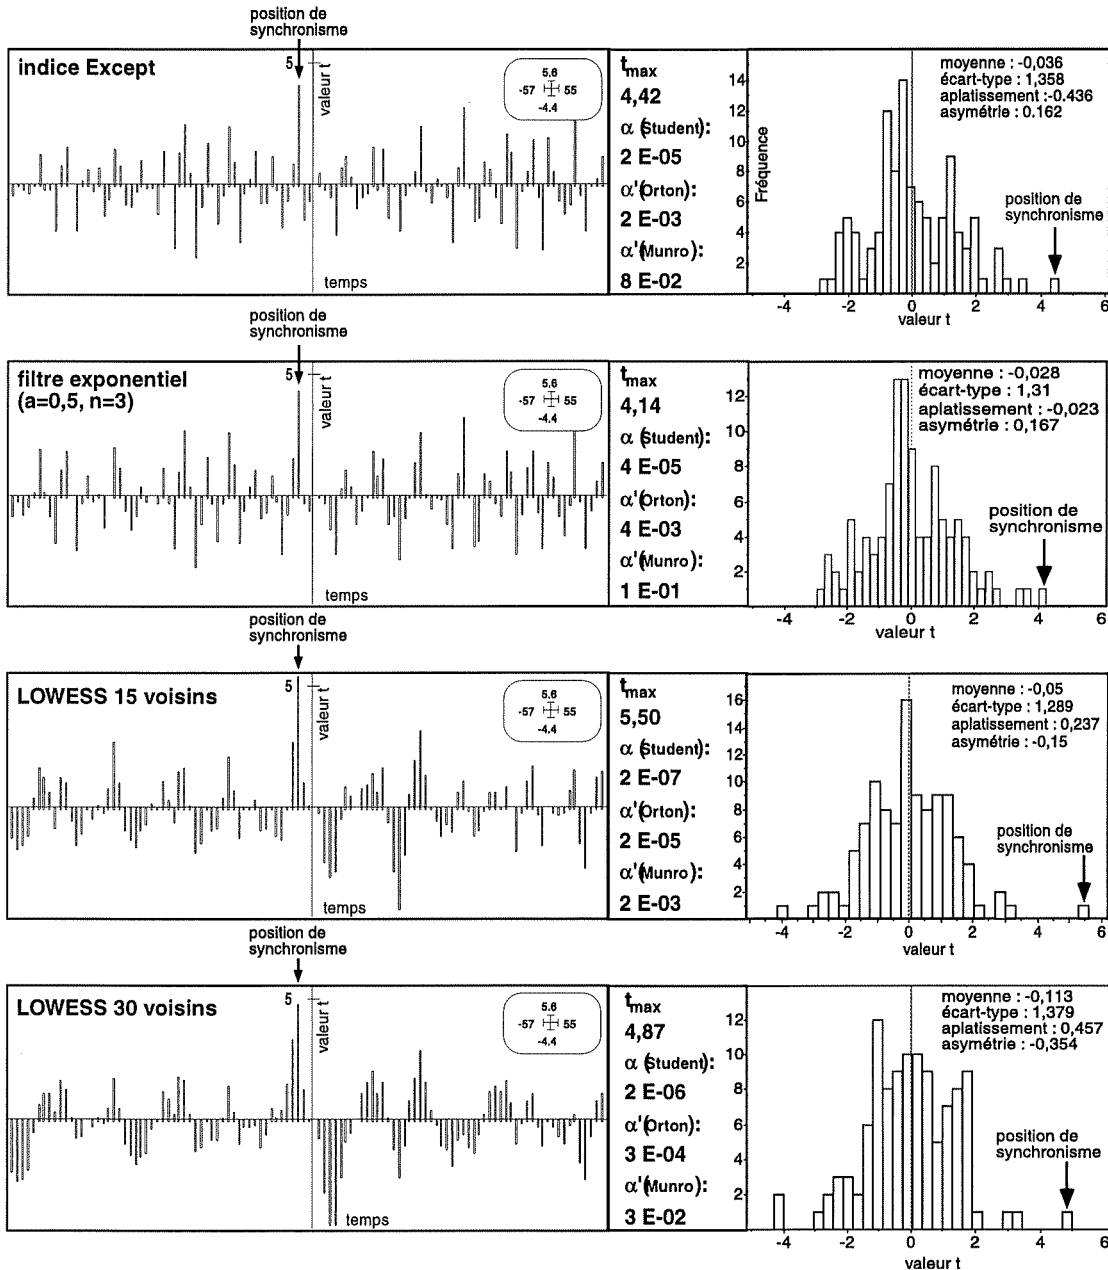 position de
synchronisme
indice Except
5
valeur t
temps
5.6
-57 55
-4.4
tmax
4,42
α (Student):
2 E-05
α'(Orton):
2 E-03
α'(Munro):
8 E-02
Fréquence
14
12
10
8
6
4
2
moyenne : -0,036
écart-type : 1,358
aplatissement :-0.436
asymétrie : 0.162
position de
synchronisme
-4 -2 0 2 4 6
valeur t
position de
synchronisme
filtre exponentiel
(a=0,5, n=3)
5
valeur t
temps
5.6
-57 55
-4.4
tmax
4,14
α (Student):
4 E-05
α'(Orton):
4 E-03
α'(Munro):
1 E-01
12
10
8
6
4
2
moyenne : -0,028
écart-type : 1,31
aplatissement : -0,023
asymétrie : 0,167
position de
synchronisme
-4 -2 0 2 4 6
valeur t
position de
synchronisme
LOWESS 15 voisins
5
valeur t
temps
5.6
-57 55
-4.4
tmax
5,50
α (Student):
2 E-07
α'(Orton):
2 E-05
α'(Munro):
2 E-03
16
14
12
10
8
6
4
2
moyenne : -0,05
écart-type : 1,289
aplatissement : 0,237
asymétrie : -0,15
position de
synchronisme
-4 -2 0 2 4 6
valeur t
position de
synchronisme
LOWESS 30 voisins
5
valeur t
temps
5.6
-57 55
-4.4
tmax
4,87
α (Student):
2 E-06
α'(Orton):
3 E-04
α'(Munro):
3 E-02
12
10
8
6
4
2
moyenne : -0,113
écart-type : 1,379
aplatissement : 0,457
asymétrie : -0,354
position de
synchronisme
-4 -2 0 2 4 6
valeur t